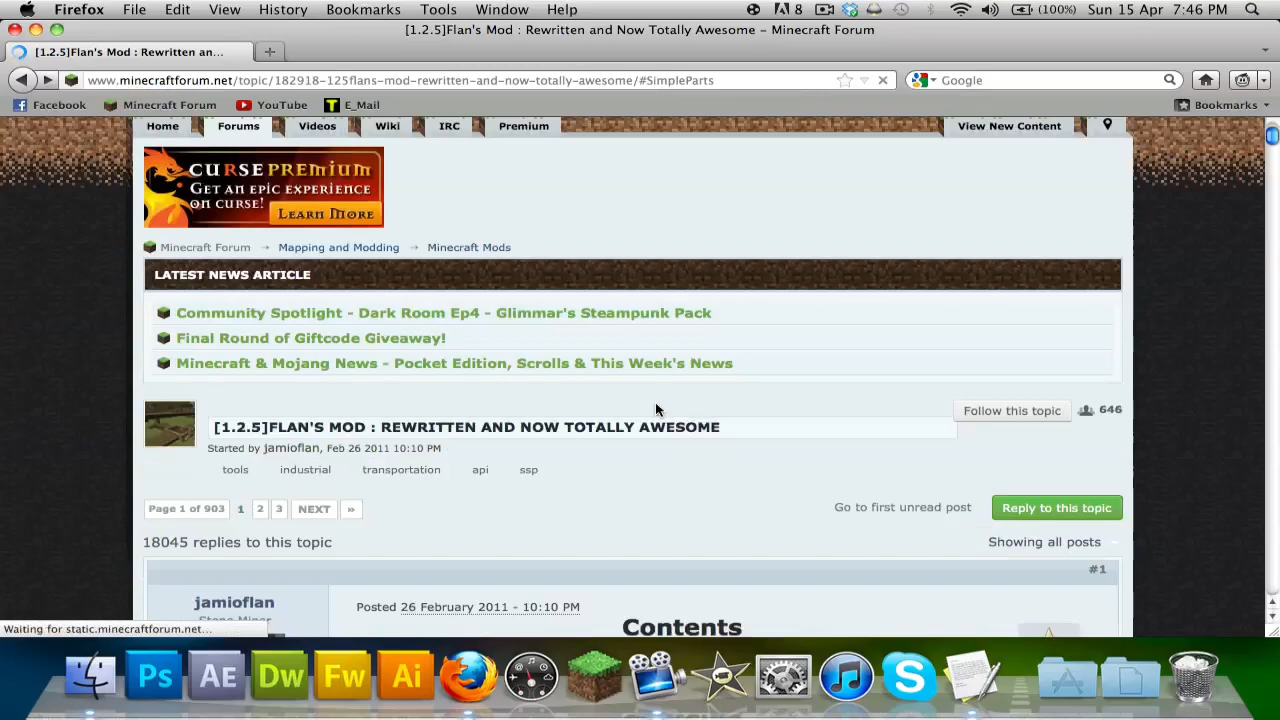 Firefox File Edit View History Bookmarks Tools Window Help 8 (100%) Sun 15 Apr 7:46 PM
[1.2.5]Flan's Mod : Rewritten and Now Totally Awesome – Minecraft Forum
[1.2.5]Flan's Mod : Rewritten an...
www.minecraftforum.net/topic/182918-125flans-mod-rewritten-and-now-totally-awesome/#SimpleParts Google
Facebook Minecraft Forum YouTube T E_Mail Bookmarks
Home Forums Videos Wiki IRC Premium View New Content
CURSE PREMIUM
GET AN EPIC EXPERIENCE
ON CURSE!
LEARN MORE
Minecraft Forum → Mapping and Modding → Minecraft Mods
LATEST NEWS ARTICLE
Community Spotlight - Dark Room Ep4 - Glimmar's Steampunk Pack
Final Round of Giftcode Giveaway!
Minecraft & Mojang News - Pocket Edition, Scrolls & This Week's News
Follow this topic 646
[1.2.5]FLAN'S MOD : REWRITTEN AND NOW TOTALLY AWESOME
Started by jamioflan, Feb 26 2011 10:10 PM
tools industrial transportation api ssp
Page 1 of 903 1 2 3 NEXT » Go to first unread post Reply to this topic
18045 replies to this topic Showing all posts
#1
jamioflan Posted 26 February 2011 - 10:10 PM
Stone Miner
Contents
Waiting for static.minecraftforum.net...
Ps AE Dw Fw Ai